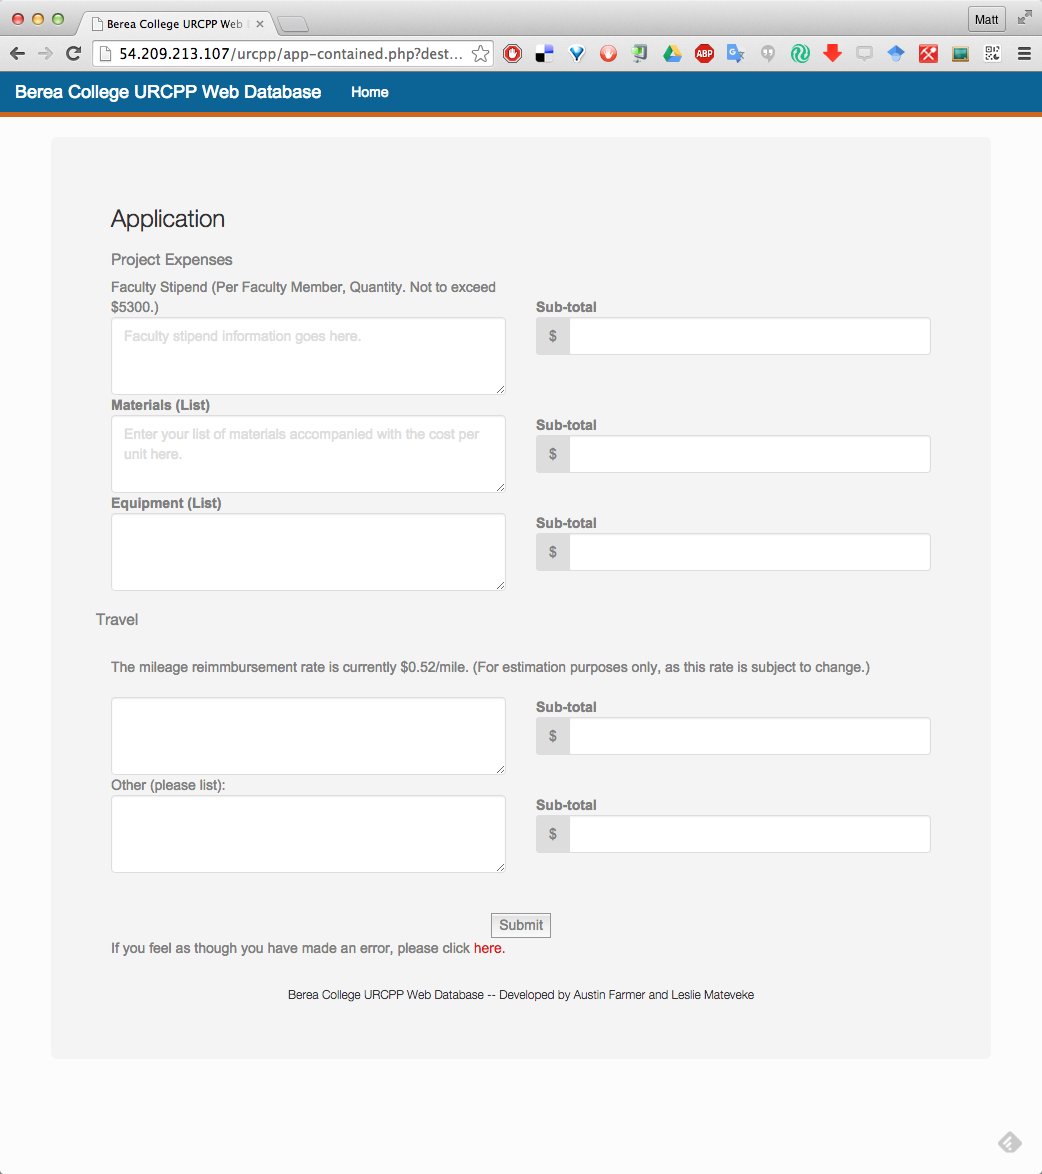 Berea College URCPP Web
Matt
54.209.213.107/urcpp/app-contained.php?dest...
ABP
Berea College URCPP Web Database Home
Application
Project Expenses
Faculty Stipend (Per Faculty Member, Quantity. Not to exceed
$5300.)
Sub-total
Faculty stipend information goes here.
$
Materials (List)
Sub-total
Enter your list of materials accompanied with the cost per
unit here.
$
Equipment (List)
Sub-total
$
Travel
The mileage reimmbursement rate is currently $0.52/mile. (For estimation purposes only, as this rate is subject to change.)
Sub-total
$
Other (please list):
Sub-total
$
Submit
If you feel as though you have made an error, please click here.
Berea College URCPP Web Database -- Developed by Austin Farmer and Leslie Mateveke